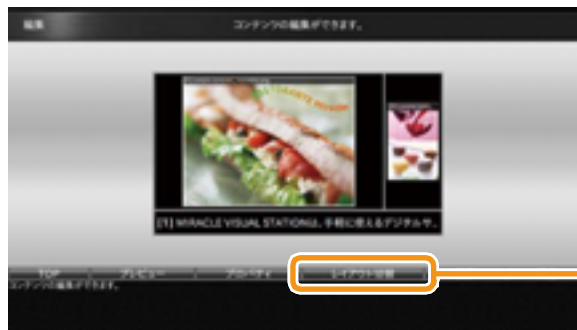 編集
コンテンツの編集ができます。
[1] MIRACLE VISUAL STATIONは、手軽に使えるデジタルサ.
TOP
プレビュー
プロパティ
レイアウト切替
コンテンツの編集ができます。